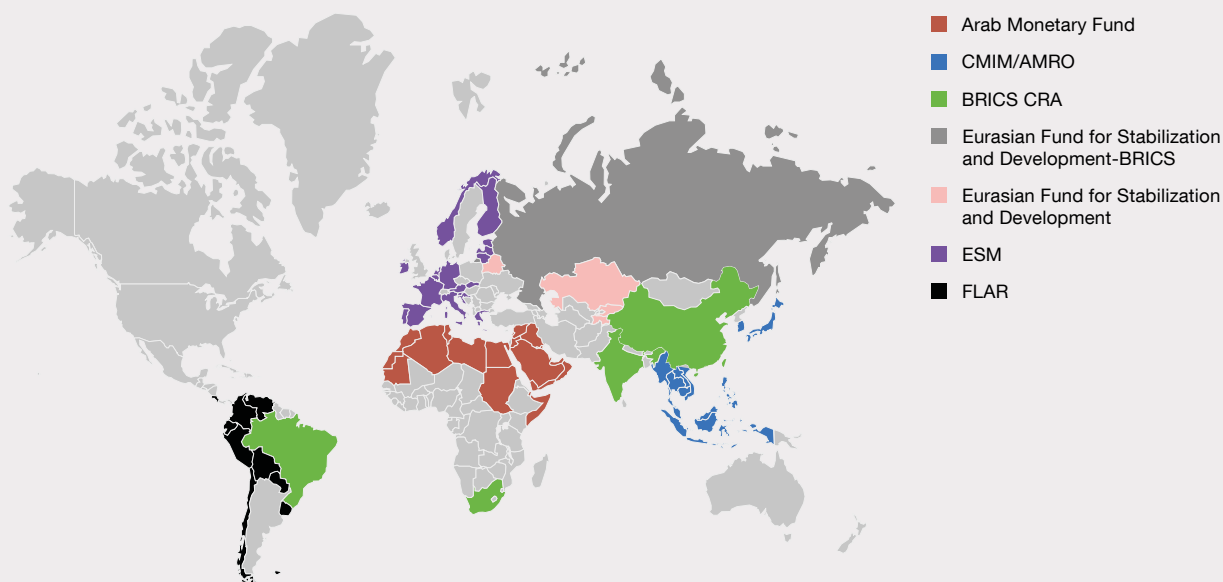 Arab Monetary Fund
CMIM/AMRO
BRICS CRA
Eurasian Fund for Stabilization
and Development-BRICS
Eurasian Fund for Stabilization
and Development
ESM
FLAR